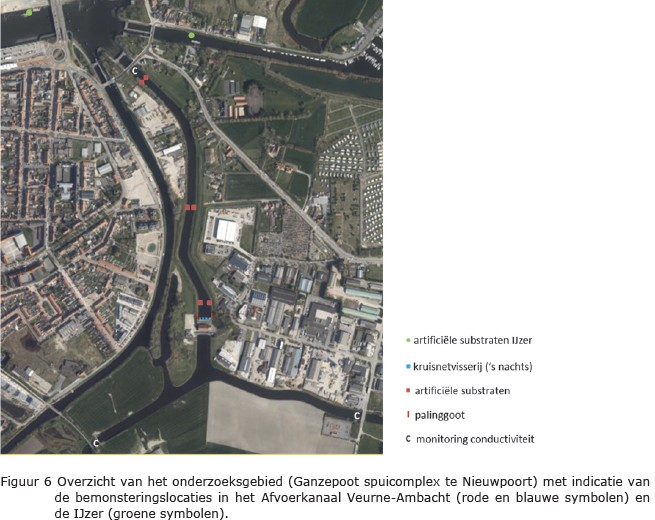 C
C
C
artificiële substraten IJzer
kruisnetvisserij ('s nachts)
artificiële substraten
palinggoot
C monitoring conductiviteit
Figuur 6 Overzicht van het onderzoeksgebied (Ganzepoot spuicomplex te Nieuwpoort) met indicatie van
de bemonsteringslocaties in het Afvoerkanaal Veurne-Ambacht (rode en blauwe symbolen) en
de IJzer (groene symbolen).